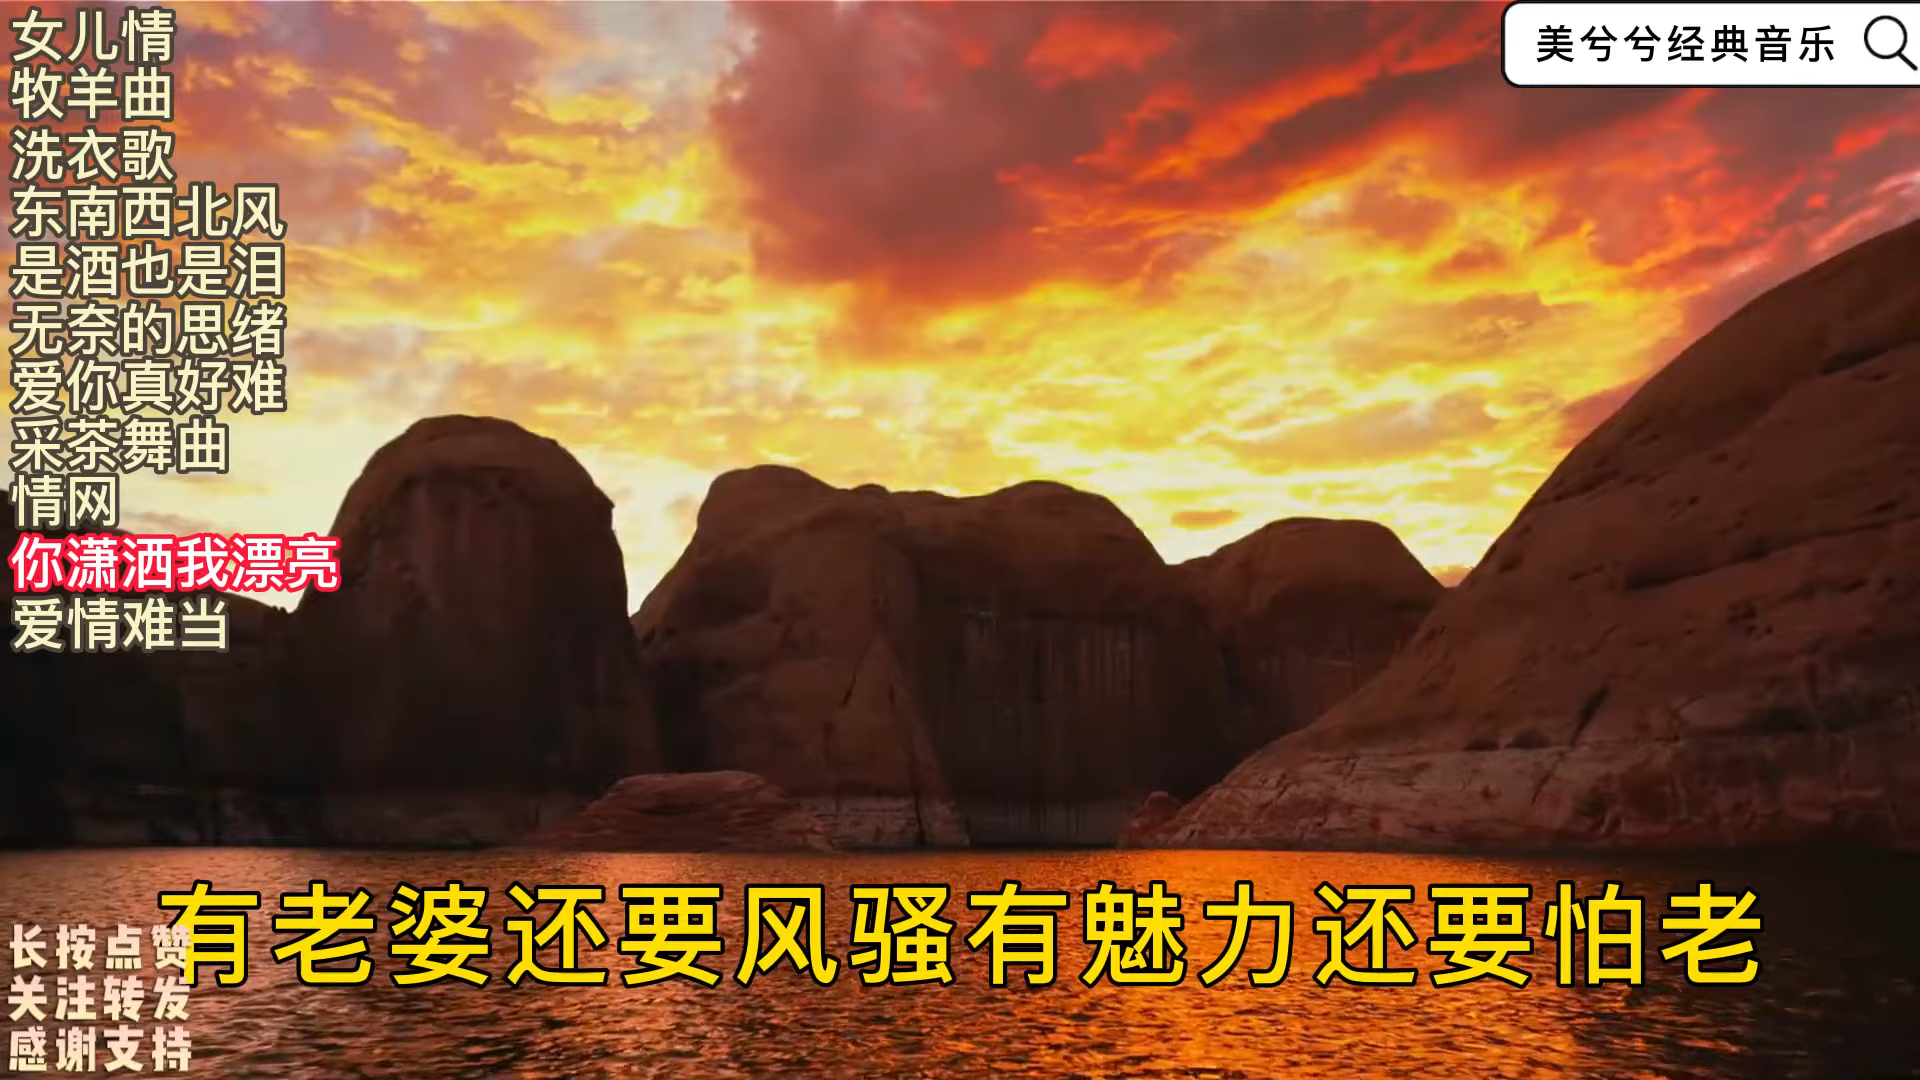 女儿情
牧羊曲
洗衣歌
东南西北风
是酒也是泪
无奈的思绪
爱你真好难
采茶舞曲
情网
你潇洒我漂亮
爱情难当
美兮兮经典音乐
有老婆还要风骚有魅力还要怕老
长按点赞
关注转发
感谢支持